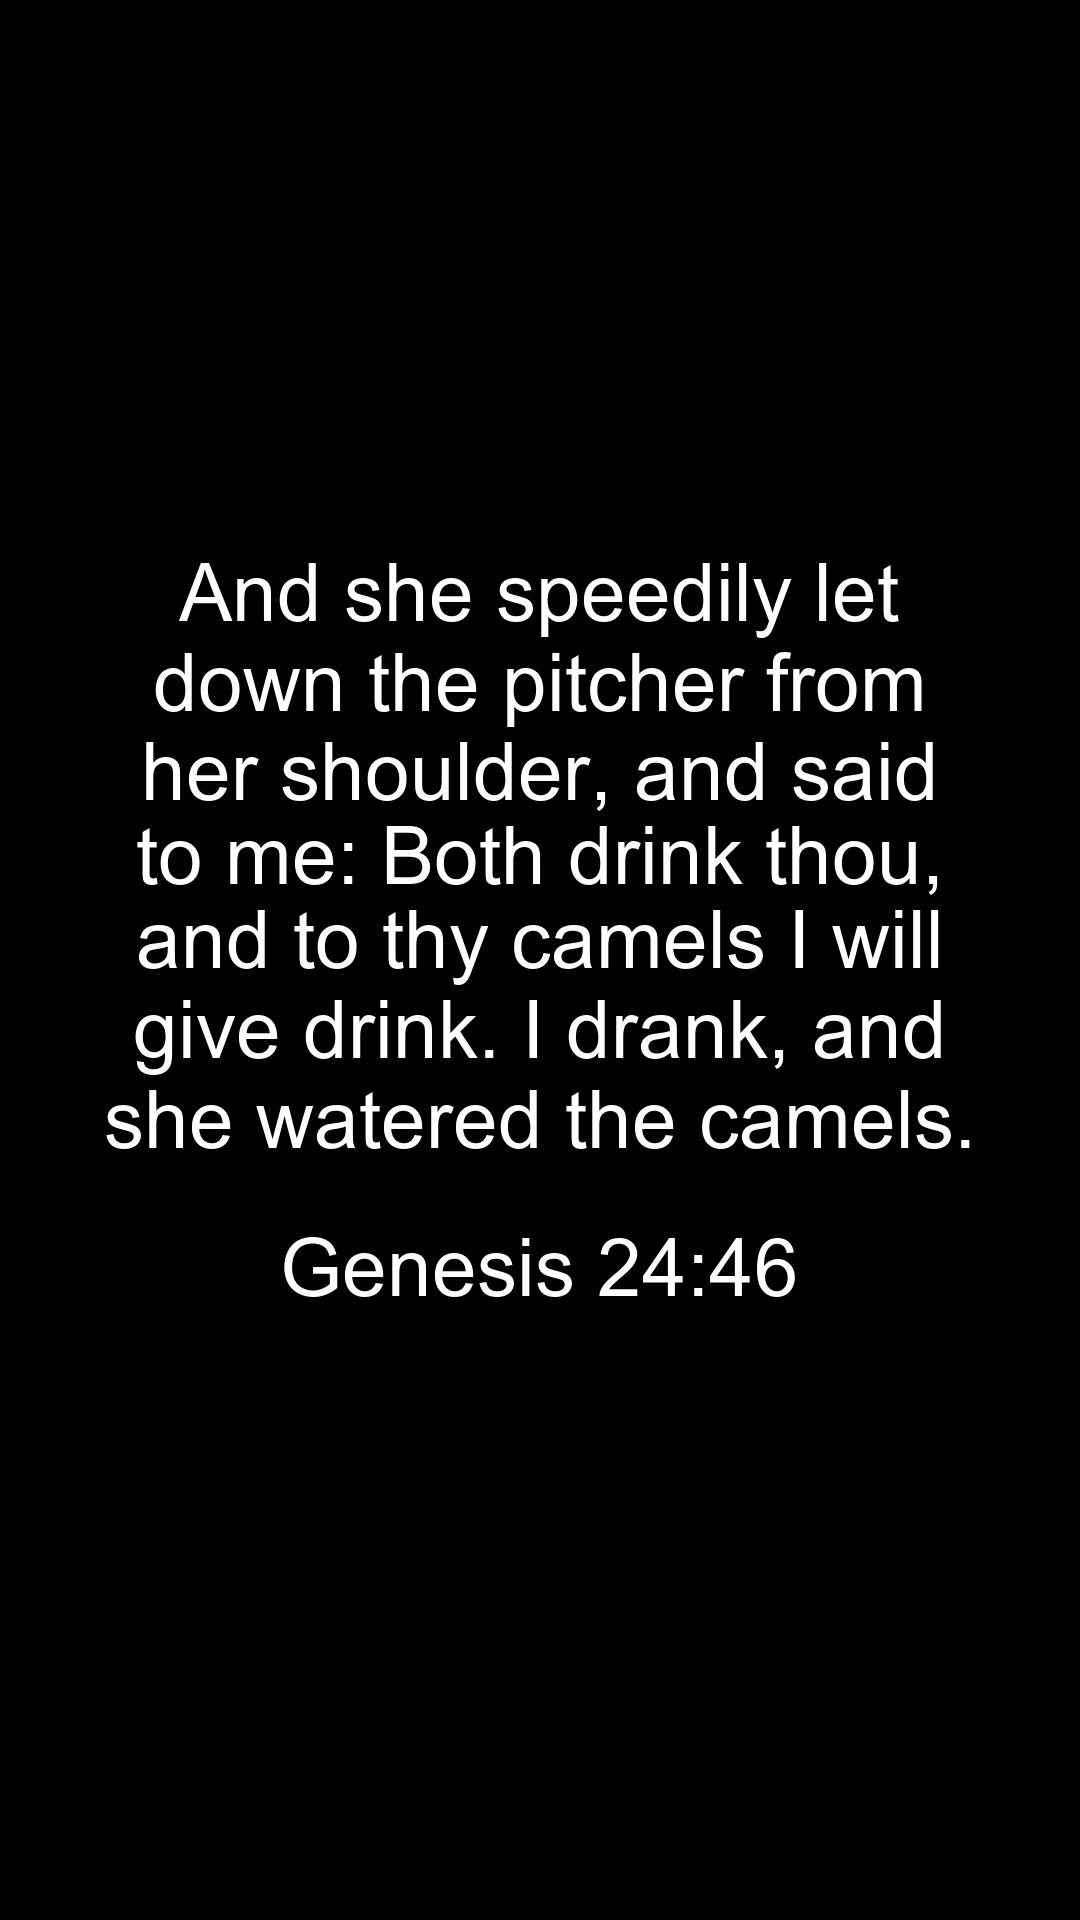 And she speedily let
down the pitcher from
her shoulder, and said
to me: Both drink thou,
and to thy camels I will
give drink. I drank, and
she watered the camels.
Genesis 24:46